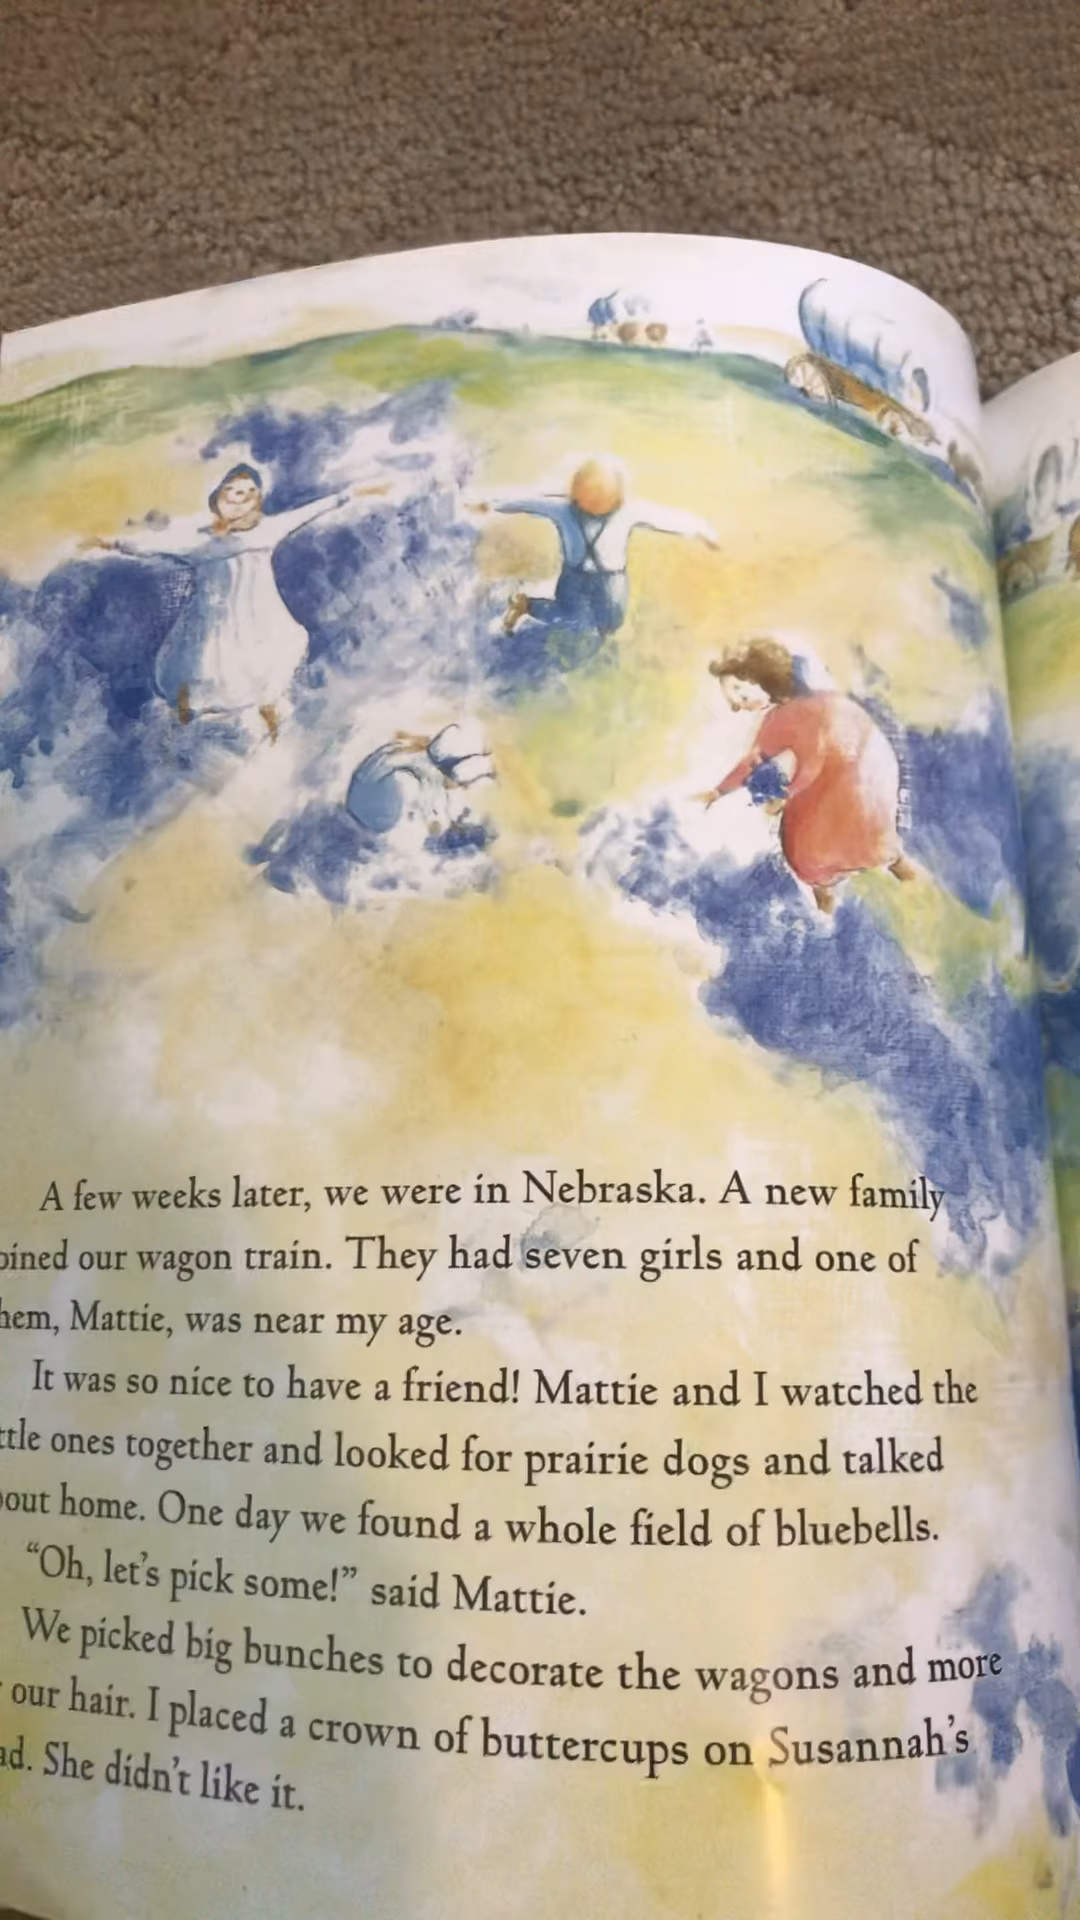 A few weeks later, we were in Nebraska. A new family
oined our wagon train. They had seven girls and one of
hem, Mattie, was near my age.
It was so nice to have a friend! Mattie and I watched the
ttle ones together and looked for prairie dogs and talked
bout home. One day we found a whole field of bluebells.
“Oh, let’s pick some!” said Mattie.
We picked big bunches to decorate the wagons and more
our hair. I placed a crown of buttercups on Susannah’s
ad. She didn’t like it.